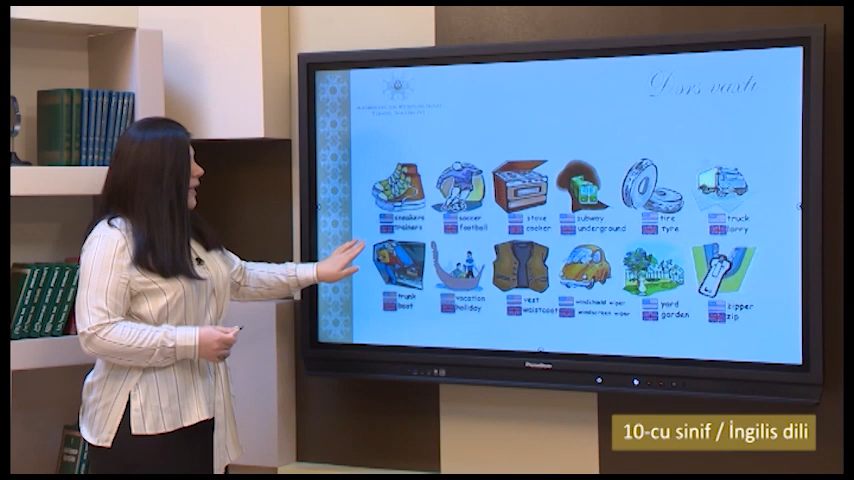 Dərs vaxtı
sneakers soccer stove subway tire truck
trainers football cooker underground tyre lorry
trunk vacation vest windshield wiper yard zipper
boot holiday waistcoat windscreen wiper garden zip
10-cu sinif / İngilis dili